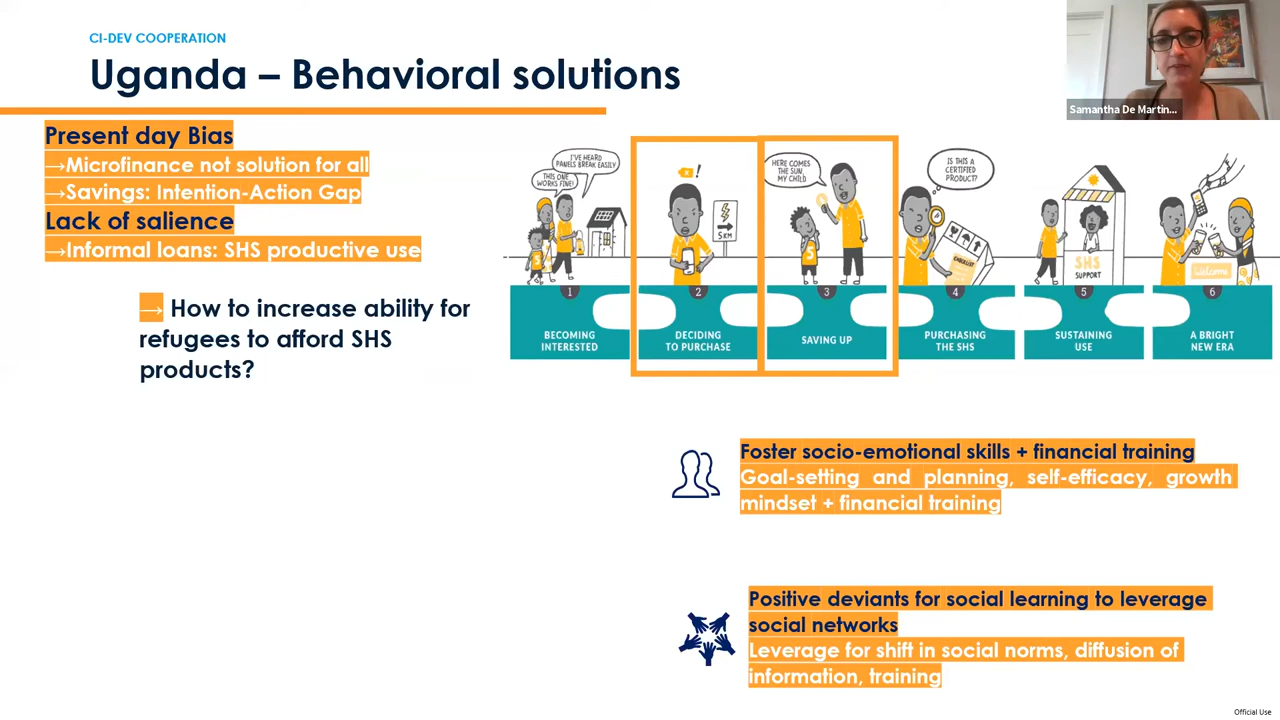 CI-DEV COOPERATION
Uganda – Behavioral solutions
Samantha De Martin...
Present day Bias
→Microfinance not solution for all
→Savings: Intention-Action Gap
Lack of salience
→Informal loans: SHS productive use
→ How to increase ability for
refugees to afford SHS
products?
I'VE HEARD
PANELS BREAK EASILY
THIS ONE
WORKS FINE!
!
5 KM
HERE COMES
THE SUN,
MY CHILD
IS THIS A
CERTIFIED
PRODUCT?
CHECKLIST
SHS
SUPPORT
Welcome
1
BECOMING
INTERESTED
2
DECIDING
TO PURCHASE
3
SAVING UP
4
PURCHASING
THE SHS
5
SUSTAINING
USE
6
A BRIGHT
NEW ERA
Foster socio-emotional skills + financial training
Goal-setting and planning, self-efficacy, growth
mindset + financial training
Positive deviants for social learning to leverage
social networks
Leverage for shift in social norms, diffusion of
information, training
Official Use